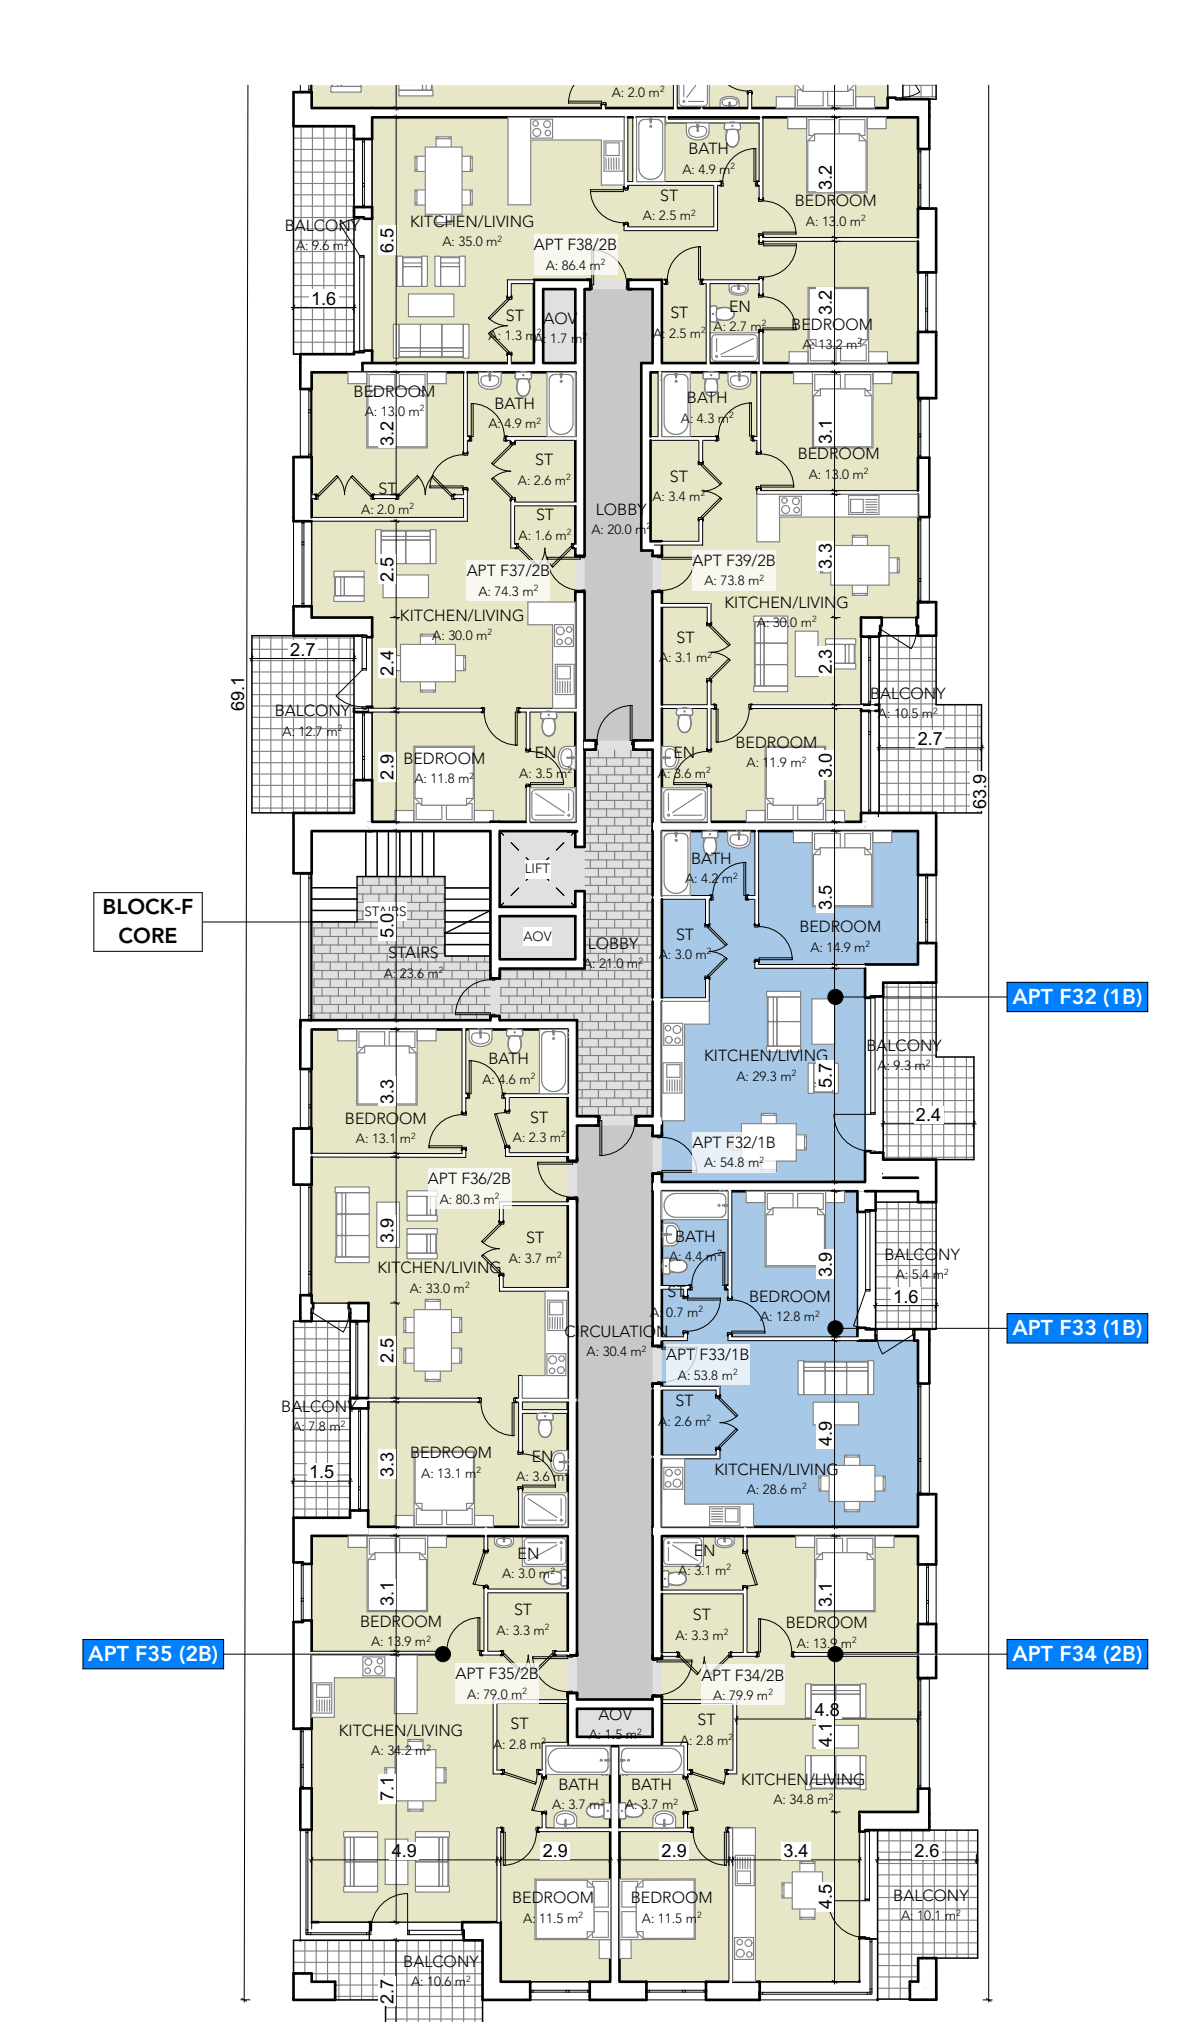 A: 2.0 m²
BATH
A: 4.9 m²
3.2
BEDROOM
A: 13.0 m²
ST
A: 2.5 m²
BALCONY
A: 9.6 m²
6.5
KITCHEN/LIVING
A: 35.0 m²
APT F38/2B
A: 86.4 m²
1.6
ST
A: 1.3 m²
AOV
A: 1.7 m²
ST
A: 2.5 m²
EN
A: 2.7 m²
3.2
BEDROOM
A: 13.2 m²
BEDROOM
A: 13.0 m²
3.2
BATH
A: 4.9 m²
BATH
A: 4.3 m²
3.1
BEDROOM
A: 13.0 m²
ST
A: 2.0 m²
ST
A: 2.6 m²
ST
A: 3.4 m²
ST
A: 1.6 m²
LOBBY
A: 20.0 m²
2.5
APT F37/2B
A: 74.3 m²
APT F39/2B
A: 73.8 m²
3.3
KITCHEN/LIVING
A: 30.0 m²
KITCHEN/LIVING
A: 30.0 m²
2.7
2.4
ST
A: 3.1 m²
2.3
69.1
BALCONY
A: 12.7 m²
BALCONY
A: 10.5 m²
2.7
2.9
BEDROOM
A: 11.8 m²
EN
A: 3.5 m²
EN
A: 3.6 m²
BEDROOM
A: 11.9 m²
3.0
63.9
LIFT
BATH
A: 4.2 m²
3.5
BEDROOM
A: 14.9 m²
BLOCK-F
CORE
STAIRS
5.0
AOV
STAIRS
A: 23.6 m²
LOBBY
A: 21.0 m²
ST
A: 3.0 m²
APT F32 (1B)
BEDROOM
A: 13.1 m²
3.3
BATH
A: 4.6 m²
KITCHEN/LIVING
A: 29.3 m²
5.7
BALCONY
A: 9.3 m²
2.4
ST
A: 2.3 m²
APT F32/1B
A: 54.8 m²
APT F36/2B
A: 80.3 m²
3.9
ST
A: 3.7 m²
KITCHEN/LIVING
A: 33.0 m²
BATH
A: 4.4 m²
3.9
BEDROOM
A: 12.8 m²
BALCONY
A: 5.4 m²
1.6
ST
A: 0.7 m²
CIRCULATION
A: 30.4 m²
APT F33 (1B)
2.5
APT F33/1B
A: 53.8 m²
BALCONY
A: 7.8 m²
ST
A: 2.6 m²
4.9
1.5
3.3
BEDROOM
A: 13.1 m²
EN
A: 3.6 m²
KITCHEN/LIVING
A: 28.6 m²
3.1
BEDROOM
A: 13.9 m²
EN
A: 3.0 m²
EN
A: 3.1 m²
3.1
BEDROOM
A: 13.9 m²
ST
A: 3.3 m²
ST
A: 3.3 m²
APT F35 (2B)
APT F34 (2B)
APT F35/2B
A: 79.0 m²
APT F34/2B
A: 79.9 m²
4.8
KITCHEN/LIVING
A: 34.2 m²
ST
A: 2.8 m²
AOV
A: 1.5 m²
ST
A: 2.8 m²
4.1
7.1
BATH
A: 3.7 m²
BATH
A: 3.7 m²
KITCHEN/LIVING
A: 34.8 m²
4.9
2.9
2.9
3.4
2.6
BEDROOM
A: 11.5 m²
BEDROOM
A: 11.5 m²
4.5
BALCONY
A: 10.1 m²
BALCONY
A: 10.6 m²
2.7